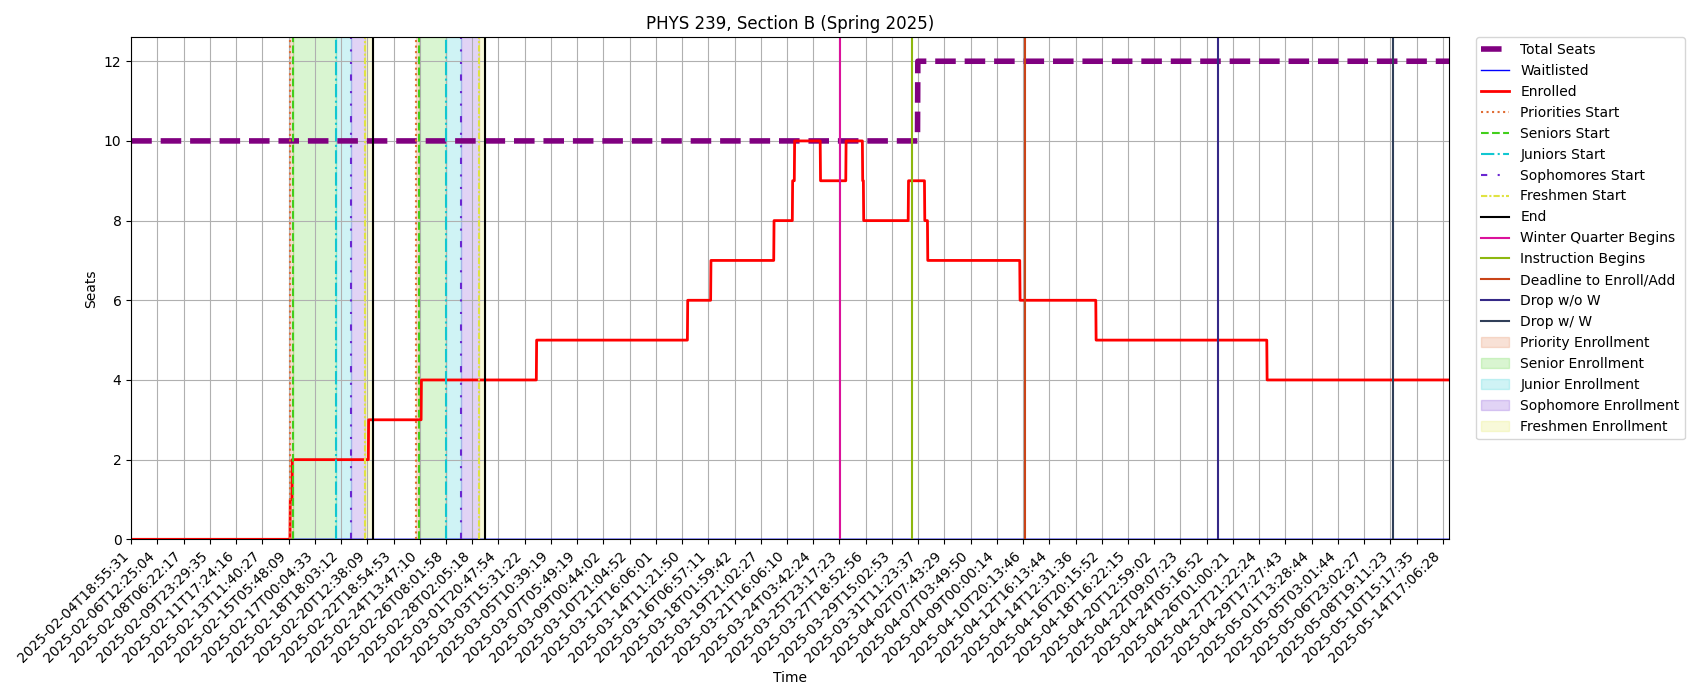 PHYS 239, Section B (Spring 2025)
Seats
12
10
8
6
4
2
0
2025-02-04T18:55:31
2025-02-06T12:25:04
2025-02-08T06:22:17
2025-02-09T23:29:35
2025-02-11T17:24:16
2025-02-13T11:40:27
2025-02-15T05:48:09
2025-02-17T00:04:33
2025-02-18T18:03:12
2025-02-20T12:38:09
2025-02-22T18:54:53
2025-02-24T13:47:10
2025-02-26T08:01:58
2025-02-28T02:05:18
2025-03-01T20:47:54
2025-03-03T15:31:22
2025-03-05T10:39:19
2025-03-07T05:49:19
2025-03-09T00:44:02
2025-03-10T21:04:52
2025-03-12T16:06:01
2025-03-14T11:21:50
2025-03-16T06:57:11
2025-03-18T01:59:42
2025-03-19T21:02:27
2025-03-21T16:06:10
2025-03-24T03:42:24
2025-03-25T23:17:23
2025-03-27T18:52:56
2025-03-29T15:02:53
2025-03-31T11:23:37
2025-04-02T07:43:29
2025-04-07T03:49:50
2025-04-09T00:00:14
2025-04-10T20:13:46
2025-04-12T16:13:44
2025-04-14T12:31:36
2025-04-16T20:15:52
2025-04-18T16:22:15
2025-04-20T12:59:02
2025-04-22T09:07:23
2025-04-24T05:16:52
2025-04-26T01:00:21
2025-04-27T21:22:24
2025-04-29T17:27:43
2025-05-01T13:28:44
2025-05-05T03:01:44
2025-05-06T23:02:27
2025-05-08T19:11:23
2025-05-10T15:17:35
2025-05-14T17:06:28
Time
Total Seats
Waitlisted
Enrolled
Priorities Start
Seniors Start
Juniors Start
Sophomores Start
Freshmen Start
End
Winter Quarter Begins
Instruction Begins
Deadline to Enroll/Add
Drop w/o W
Drop w/ W
Priority Enrollment
Senior Enrollment
Junior Enrollment
Sophomore Enrollment
Freshmen Enrollment